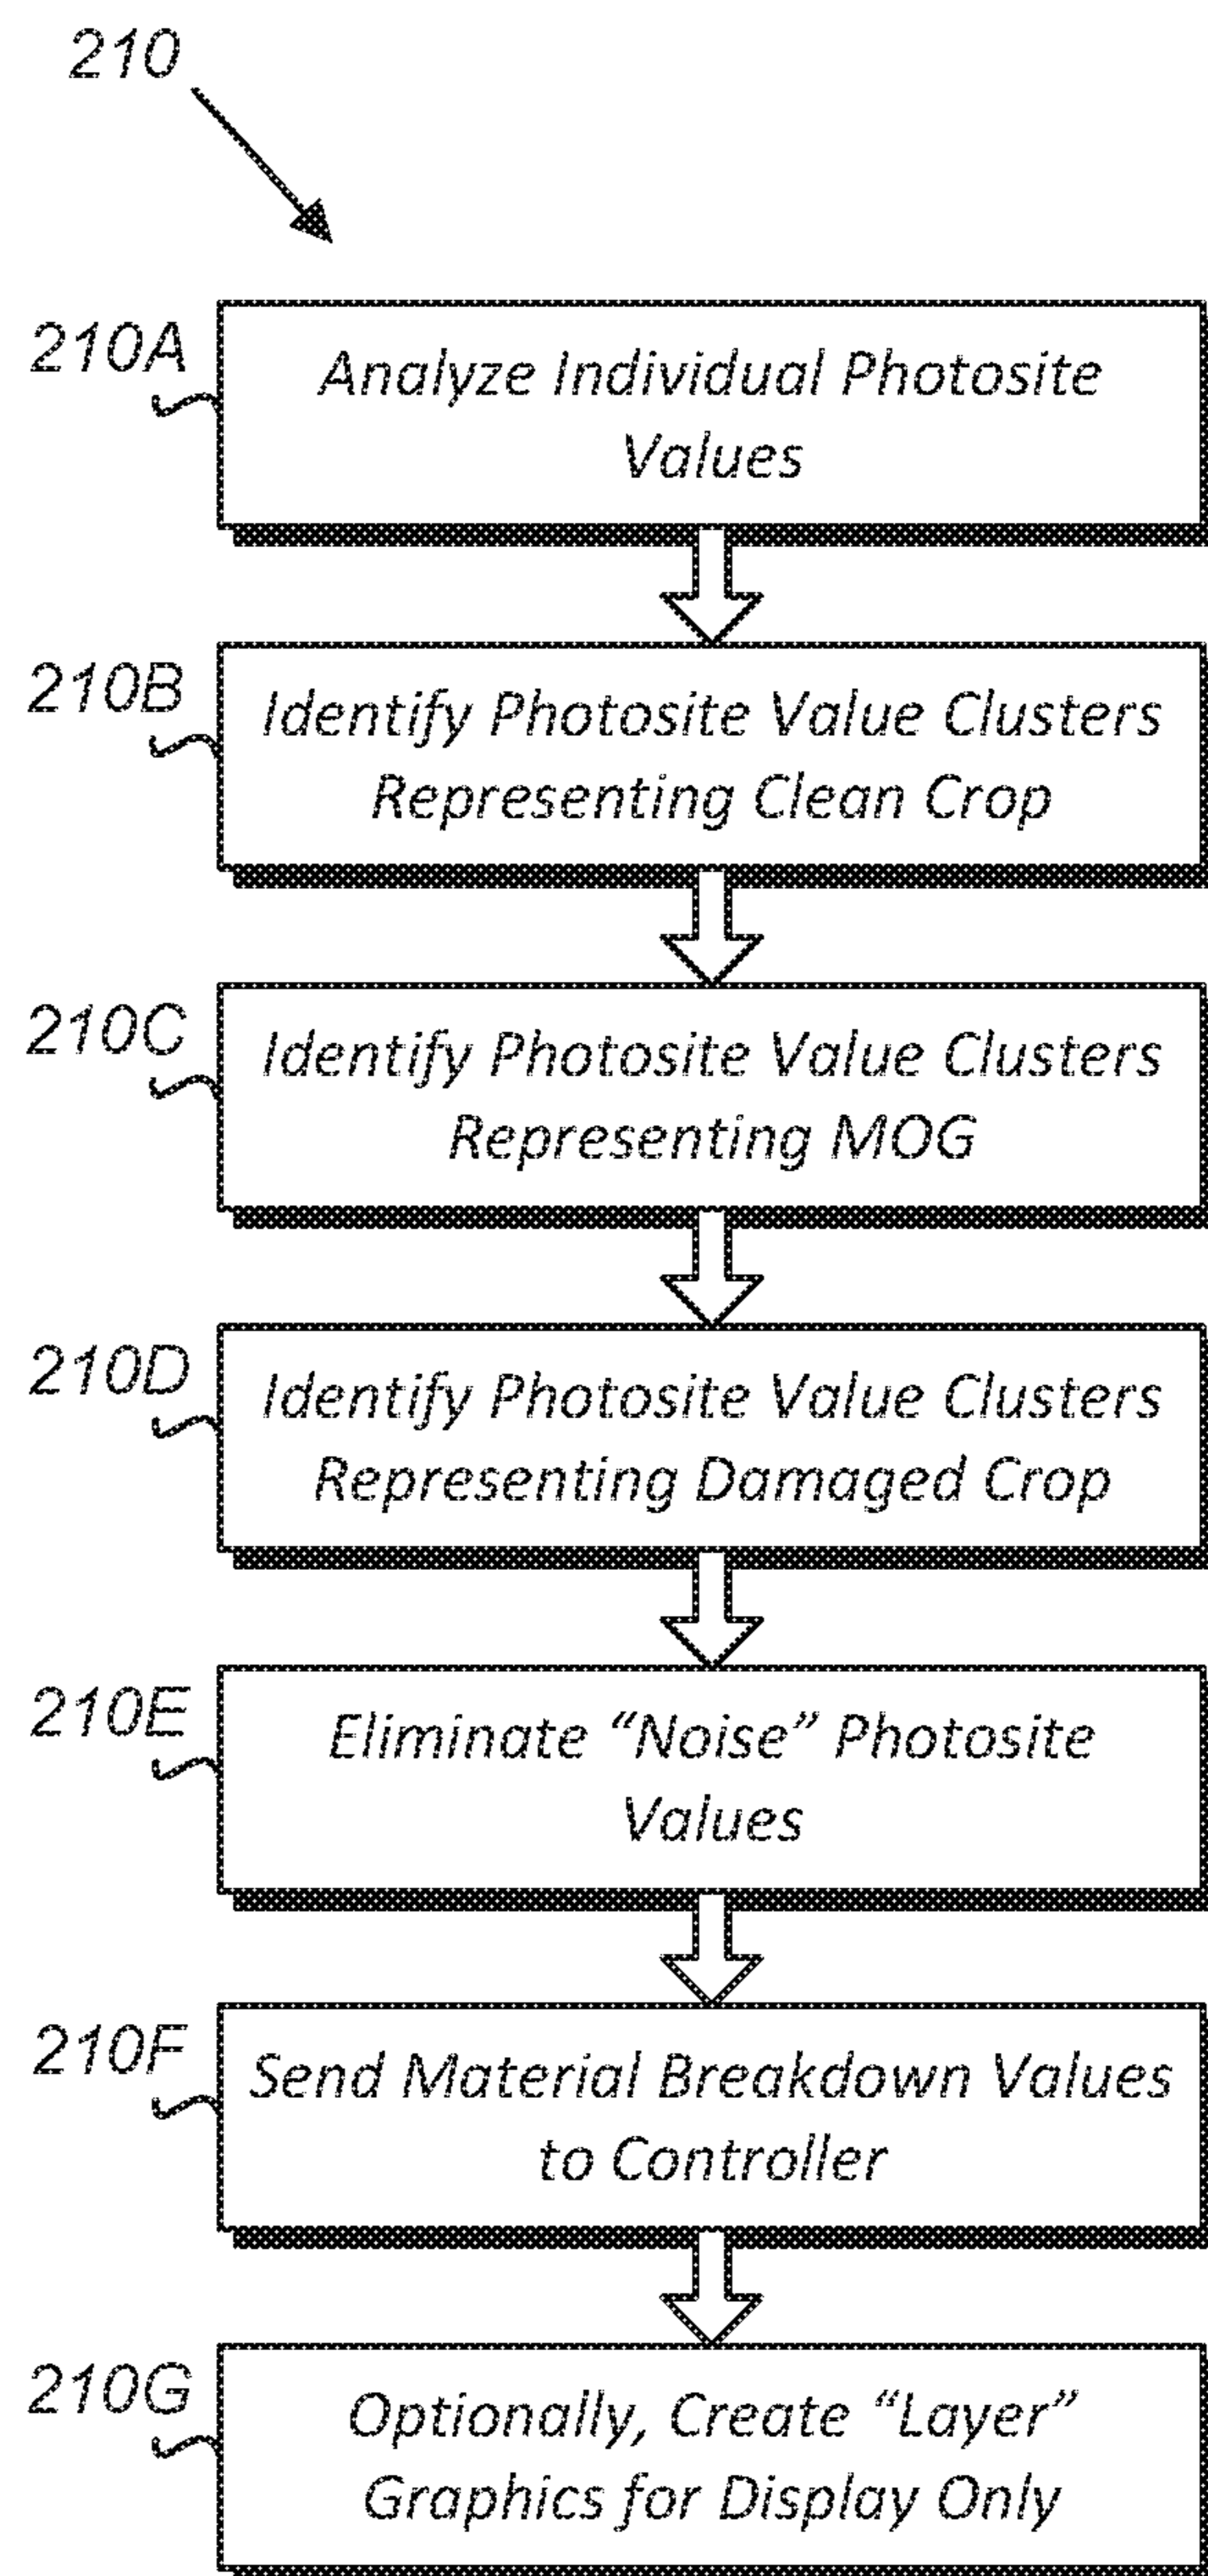 210
210A
Analyze Individual Photosite
Values
210B
Identify Photosite Value Clusters
Representing Clean Crop
210C
Identify Photosite Value Clusters
Representing MOG
210D
Identify Photosite Value Clusters
Representing Damaged Crop
210E
Eliminate “Noise” Photosite
Values
210F
Send Material Breakdown Values
to Controller
210G
Optionally, Create “Layer”
Graphics for Display Only